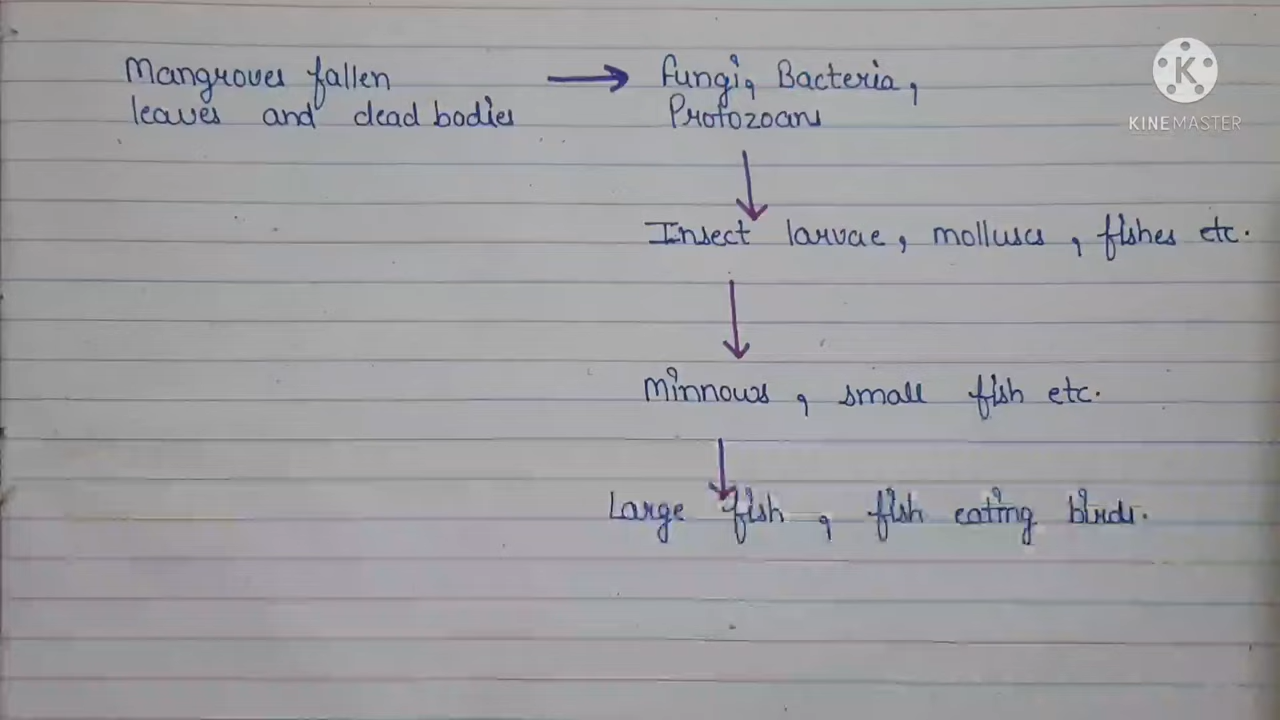 Mangroves fallen
leaves and dead bodies
Fungi, Bacteria,
Protozoans
Insect larvae, molluscs, fishes etc.
Minnows, small fish etc.
Large fish, fish eating birds.
K
KINEMASTER